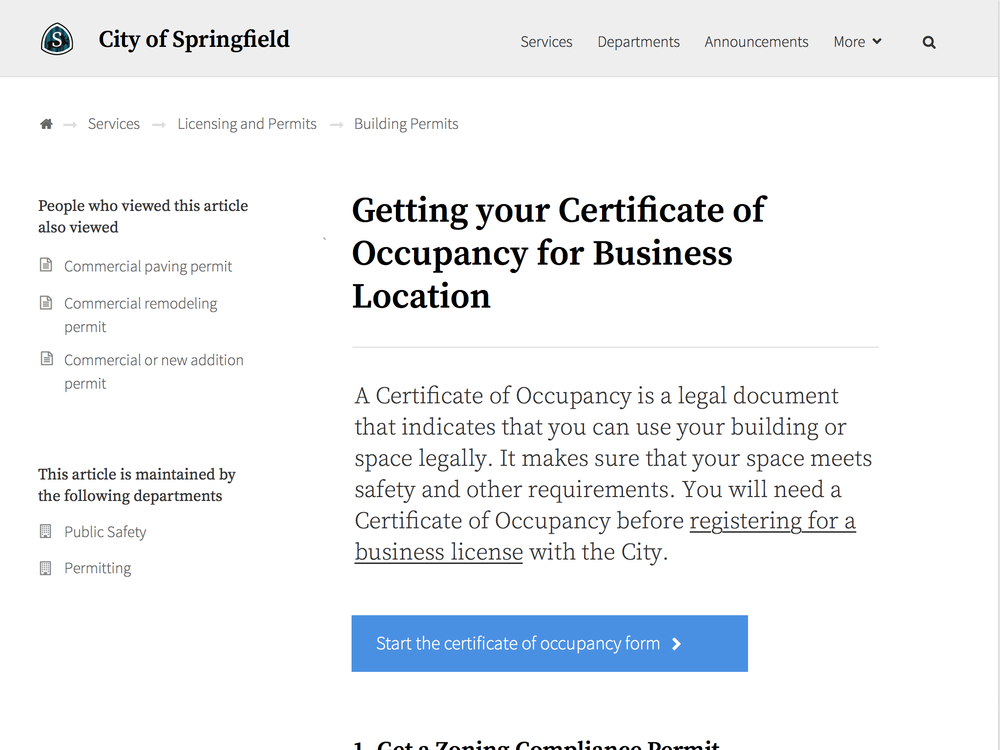 S
City of Springfield
Services Departments Announcements More
Services Licensing and Permits Building Permits
People who viewed this article
also viewed
Commercial paving permit
Commercial remodeling
permit
Commercial or new addition
permit
This article is maintained by
the following departments
Public Safety
Permitting
Getting your Certificate of
Occupancy for Business
Location
A Certificate of Occupancy is a legal document
that indicates that you can use your building or
space legally. It makes sure that your space meets
safety and other requirements. You will need a
Certificate of Occupancy before registering for a
business license with the City.
Start the certificate of occupancy form
1. Get a Zoning Compliance Permit